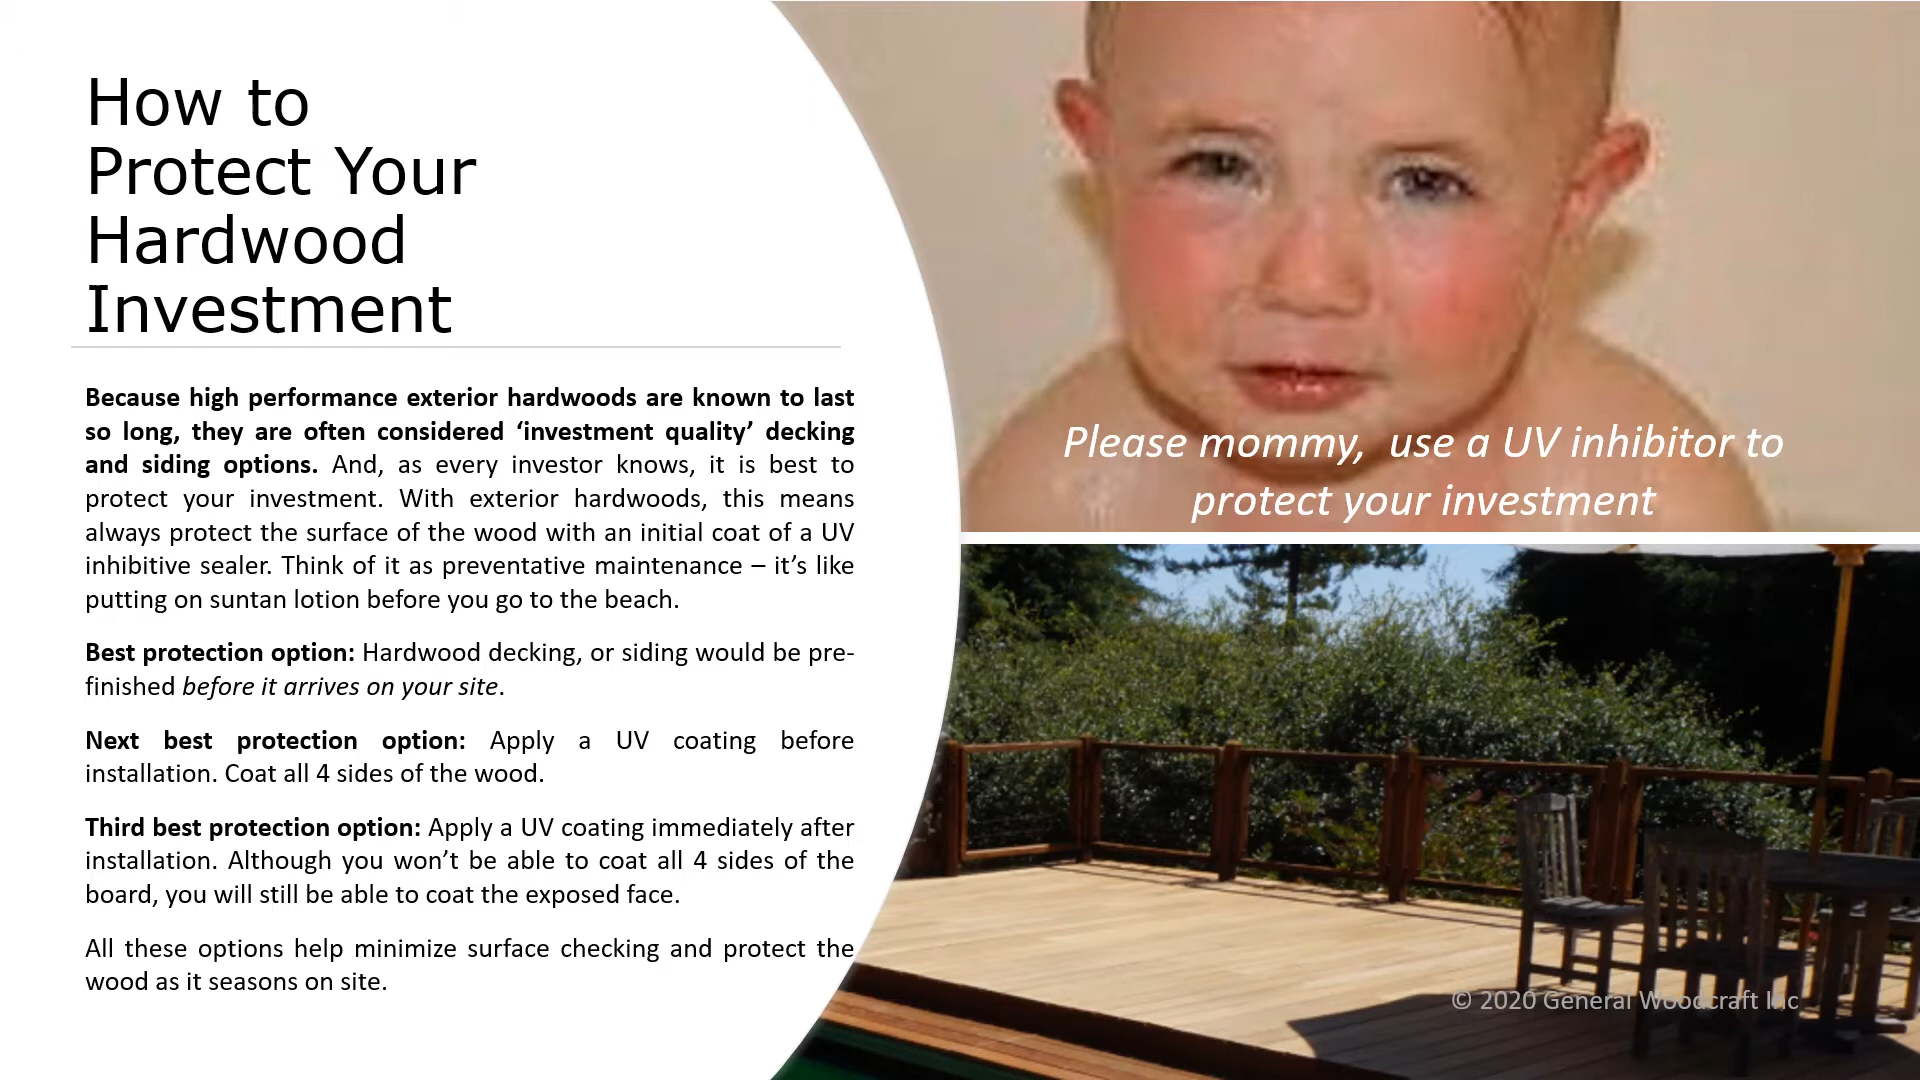 How to
Protect Your
Hardwood
Investment
Because high performance exterior hardwoods are known to last
so long, they are often considered ‘investment quality’ decking
and siding options. And, as every investor knows, it is best to
protect your investment. With exterior hardwoods, this means
always protect the surface of the wood with an initial coat of a UV
inhibitive sealer. Think of it as preventative maintenance – it’s like
putting on suntan lotion before you go to the beach.
Best protection option: Hardwood decking, or siding would be pre-
finished before it arrives on your site.
Next best protection option: Apply a UV coating before
installation. Coat all 4 sides of the wood.
Third best protection option: Apply a UV coating immediately after
installation. Although you won’t be able to coat all 4 sides of the
board, you will still be able to coat the exposed face.
All these options help minimize surface checking and protect the
wood as it seasons on site.
Please mommy, use a UV inhibitor to
protect your investment
© 2020 General Woodcraft Inc